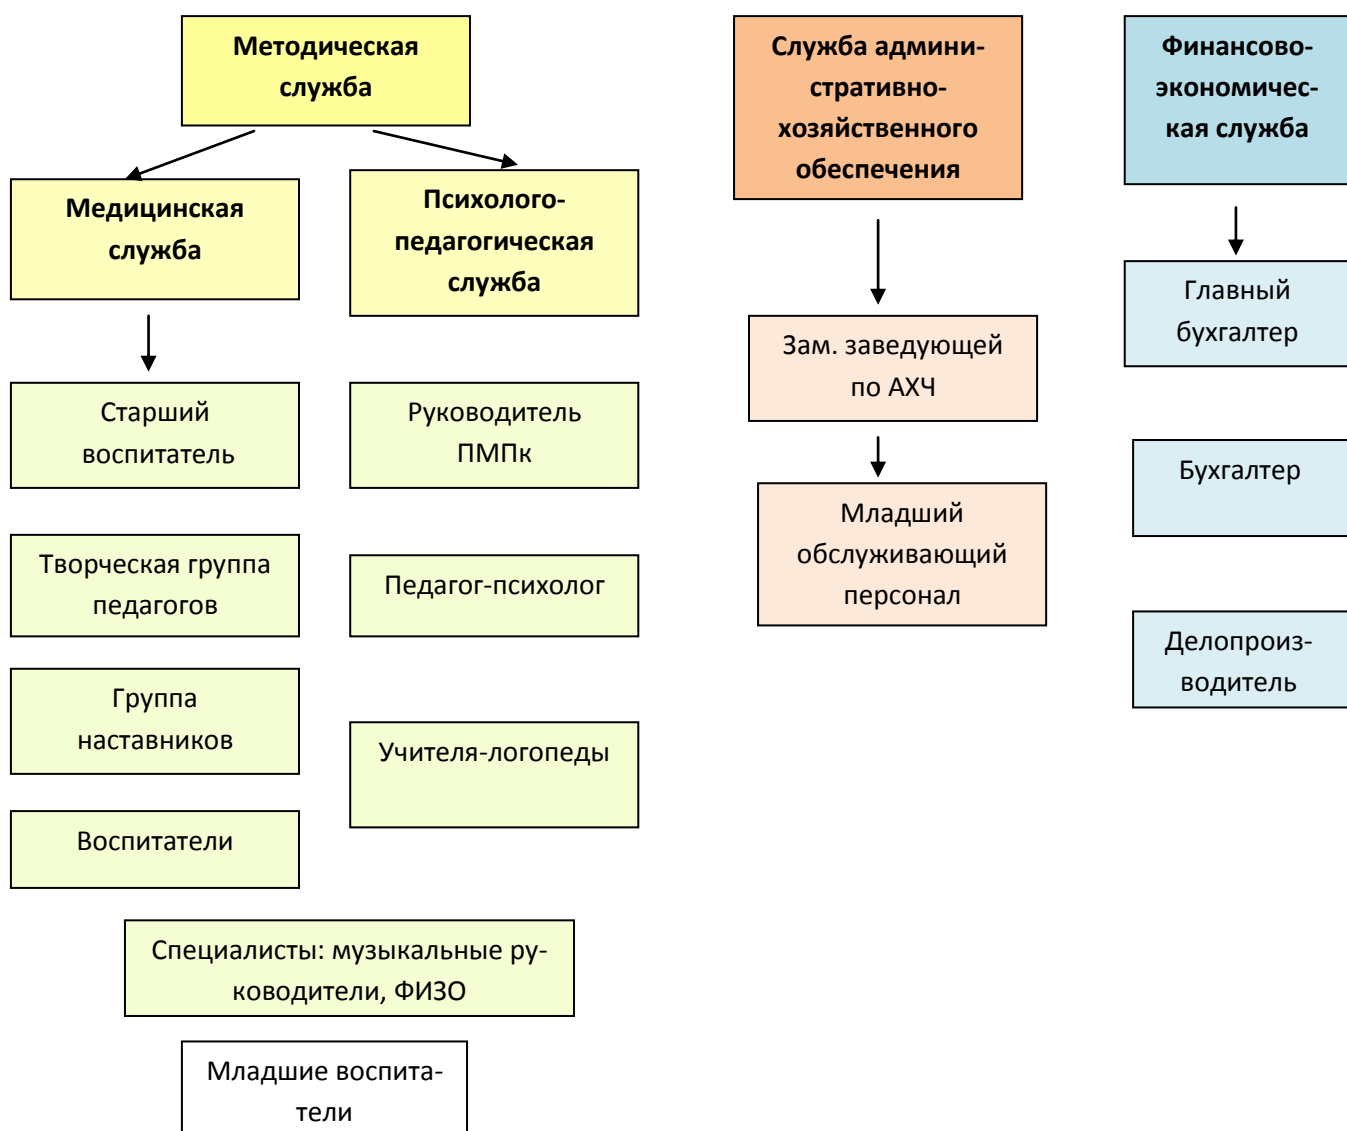 Методическая
служба
Служба админи-
стративно-
хозяйственного
обеспечения
Финансово-
экономичес-
кая служба
Медицинская
служба
Психолого-
педагогическая
служба
Главный
бухгалтер
Зам. заведующей
по АХЧ
Старший
воспитатель
Руководитель
ПМПк
Бухгалтер
Младший
обслуживающий
персонал
Творческая группа
педагогов
Педагог-психолог
Делопроиз-
водитель
Группа
наставников
Учителя-логопеды
Воспитатели
Специалисты: музыкальные ру-
ководители, ФИЗО
Младшие воспита-
тели